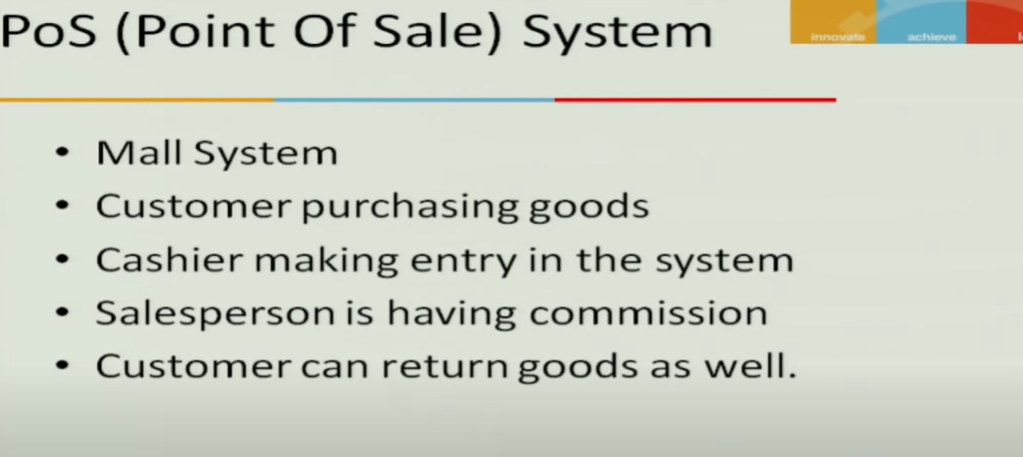 PoS (Point Of Sale) System
innovate achieve
• Mall System
• Customer purchasing goods
• Cashier making entry in the system
• Salesperson is having commission
• Customer can return goods as well.